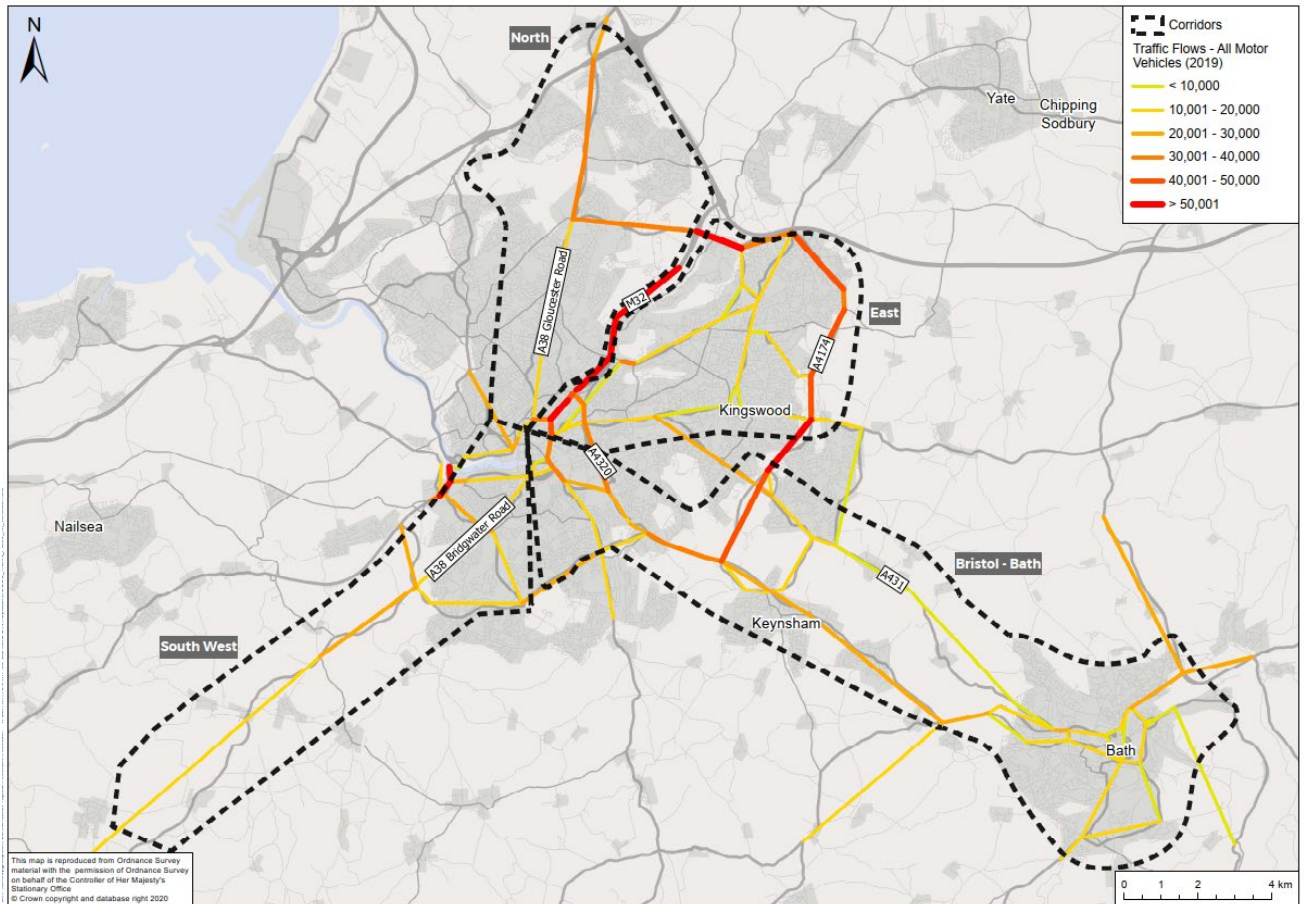 N
North
Corridors
Traffic Flows - All Motor
Vehicles (2019)
< 10,000
10,001 - 20,000
20,001 - 30,000
30,001 - 40,000
40,001 - 50,000
> 50,001
Yate
Chipping
Sodbury
A38 Gloucester Road
M32
East
A4174
Kingswood
A4320
Nailsea
A38 Bridgwater Road
Bristol - Bath
A431
Keynsham
South West
Bath
This map is reproduced from Ordnance Survey
material with the permission of Ordnance Survey
on behalf of the Controller of Her Majesty's
Stationary Office
© Crown copyright and database right 2020
0 1 2 4 km